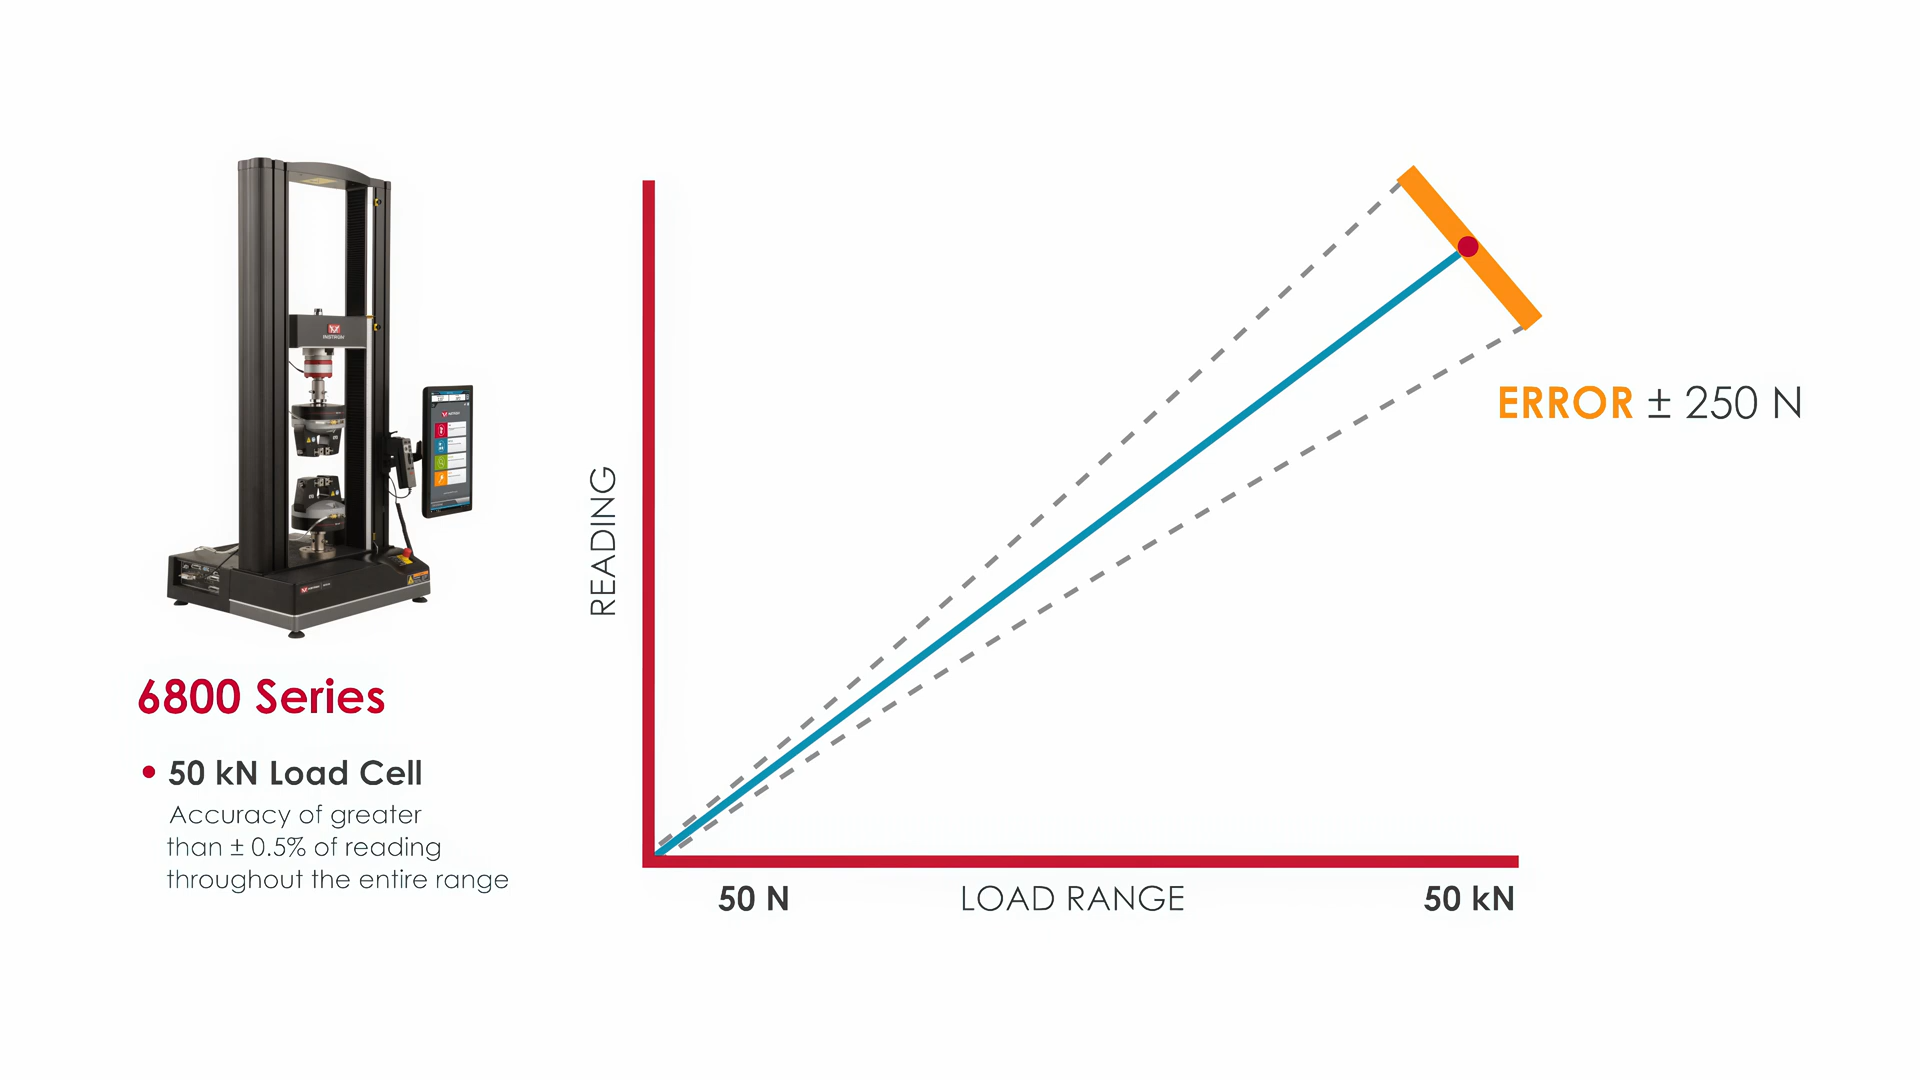 INSTRON
6800 Series
• 50 kN Load Cell
Accuracy of greater
than ± 0.5% of reading
throughout the entire range
READING
ERROR ± 250 N
50 N
LOAD RANGE
50 kN